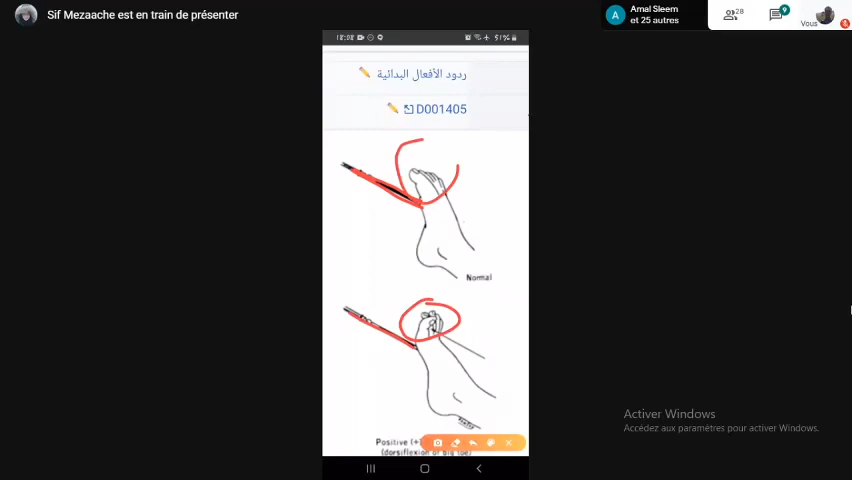 Sif Mezaache est en train de présenter
Amal Sleem
et 25 autres
28
9
Vous
51%
ردود الأفعال البدائية
D001405
Normal
Positive (+)
(dorsiflexion of big toe)
Activer Windows
Accédez aux paramètres pour activer Windows.